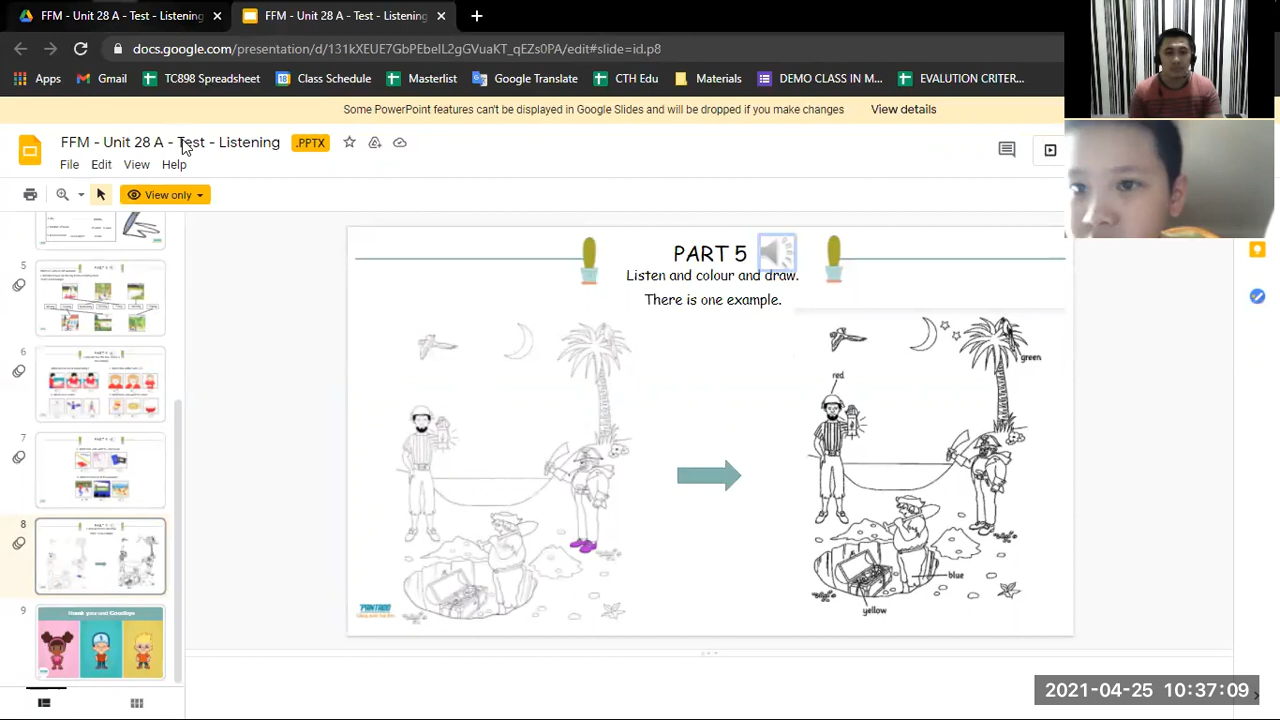 FFM - Unit 28 A - Test - Listening
FFM - Unit 28 A - Test - Listening
docs.google.com/presentation/d/131kXEUE7GbPEbeIL2gGVuaKT_qEZs0PA/edit#slide=id.p8
Apps Gmail TC898 Spreadsheet Class Schedule Masterlist Google Translate CTH Edu Materials DEMO CLASS IN M... EVALUTION CRITER...
Some PowerPoint features can't be displayed in Google Slides and will be dropped if you make changes View details
FFM - Unit 28 A - Test - Listening .PPTX
File Edit View Help
View only
PART 5
Listen and colour and draw.
There is one example.
green
red
blue
yellow
5
6
7
8
9
Thank you and Goodbye
2021-04-25 10:37:09